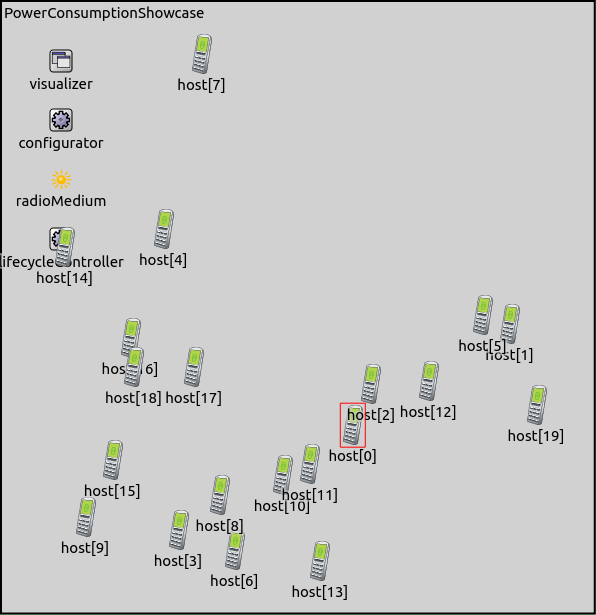 PowerConsumptionShowcase
host[7]
visualizer
configurator
radioMedium
host[4]
lifecycleController
host[14]
host[5]
host[1]
host[16]
host[18]
host[17]
host[2]
host[12]
host[19]
host[0]
host[15]
host[11]
host[10]
host[8]
host[9]
host[3]
host[6]
host[13]